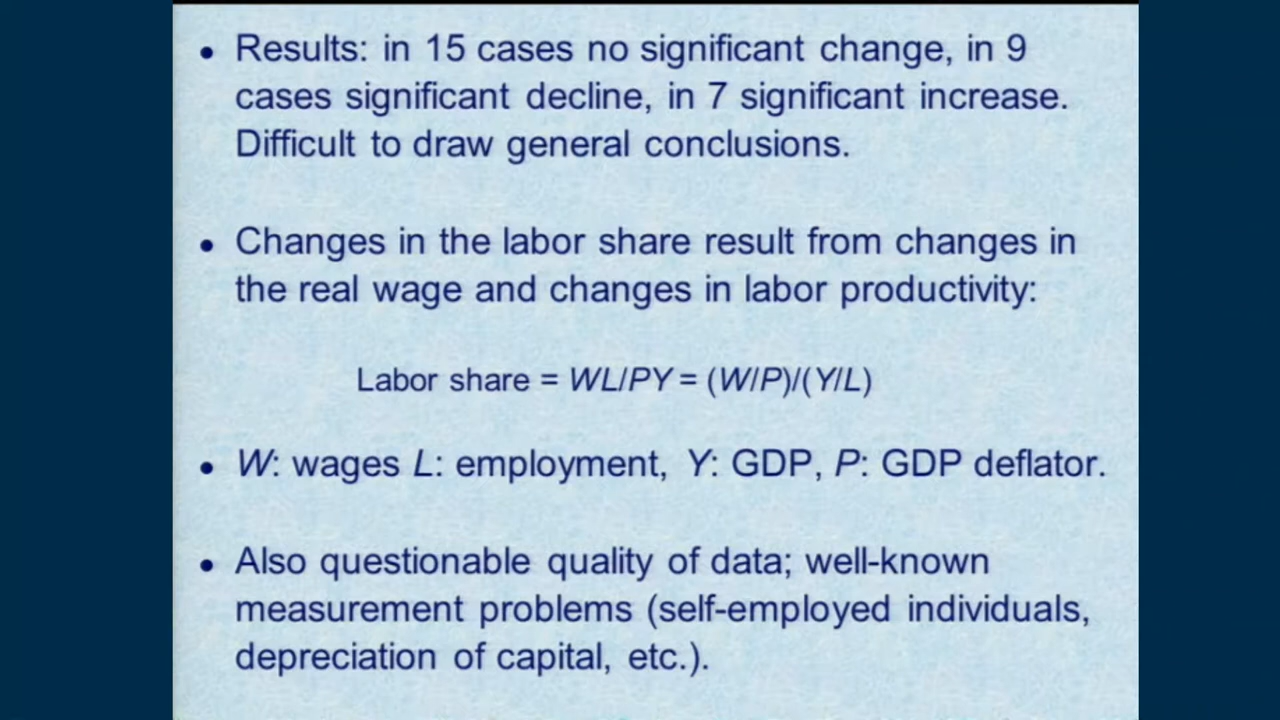 • Results: in 15 cases no significant change, in 9
cases significant decline, in 7 significant increase.
Difficult to draw general conclusions.
• Changes in the labor share result from changes in
the real wage and changes in labor productivity:
Labor share = WL/PY = (W/P)/(Y/L)
• W: wages L: employment, Y: GDP, P: GDP deflator.
• Also questionable quality of data; well-known
measurement problems (self-employed individuals,
depreciation of capital, etc.).